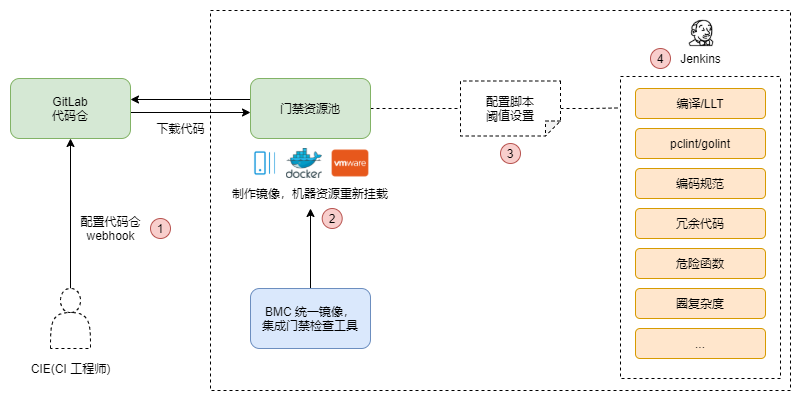 GitLab
代码仓
下载代码
门禁资源池
docker
vmware
制作镜像，机器资源重新挂载
配置代码仓
webhook
1
2
BMC 统一镜像，
集成门禁检查工具
CIE(CI 工程师)
配置脚本
阈值设置
3
4
Jenkins
编译/LLT
pclint/golint
编码规范
冗余代码
危险函数
圈复杂度
...